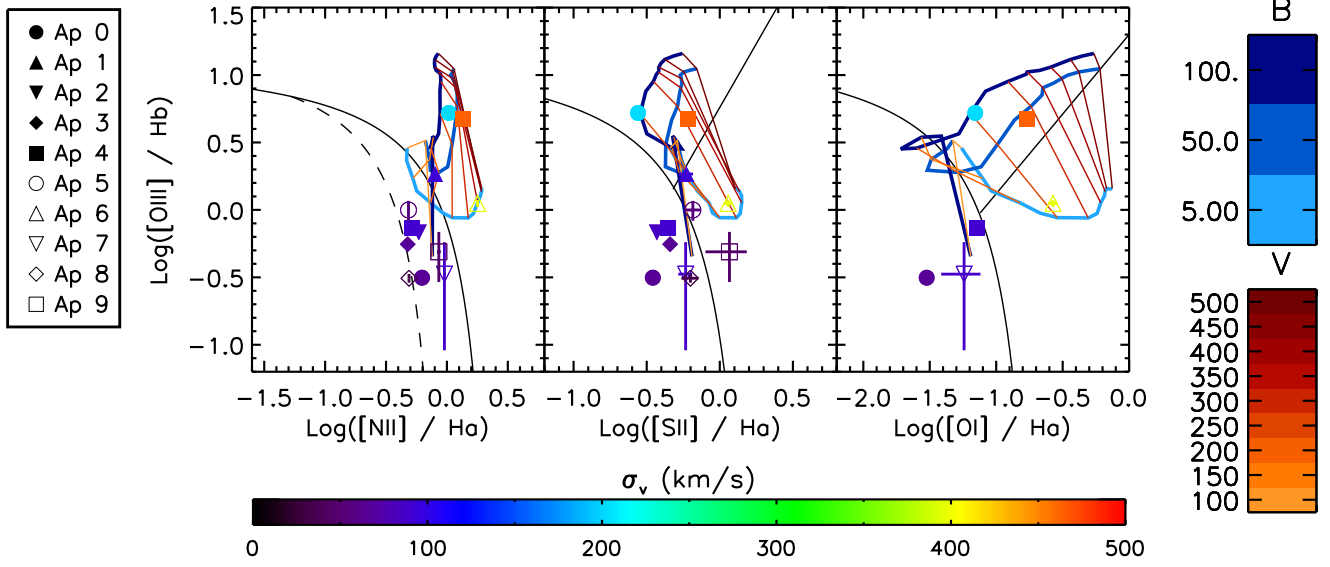 Ap 0
Ap 1
Ap 2
Ap 3
Ap 4
Ap 5
Ap 6
Ap 7
Ap 8
Ap 9
Log([OIII] / Hb)
1.5
1.0
0.5
0.0
−0.5
−1.0
−1.5 −1.0 −0.5 0.0 0.5
Log([NII] / Ha)
−1.0 −0.5 0.0 0.5
Log([SII] / Ha)
−2.0 −1.5 −1.0 −0.5 0.0
Log([OI] / Ha)
B
100.
50.0
5.00
V
500
450
400
350
300
250
200
150
100
σv (km/s)
0 100 200 300 400 500